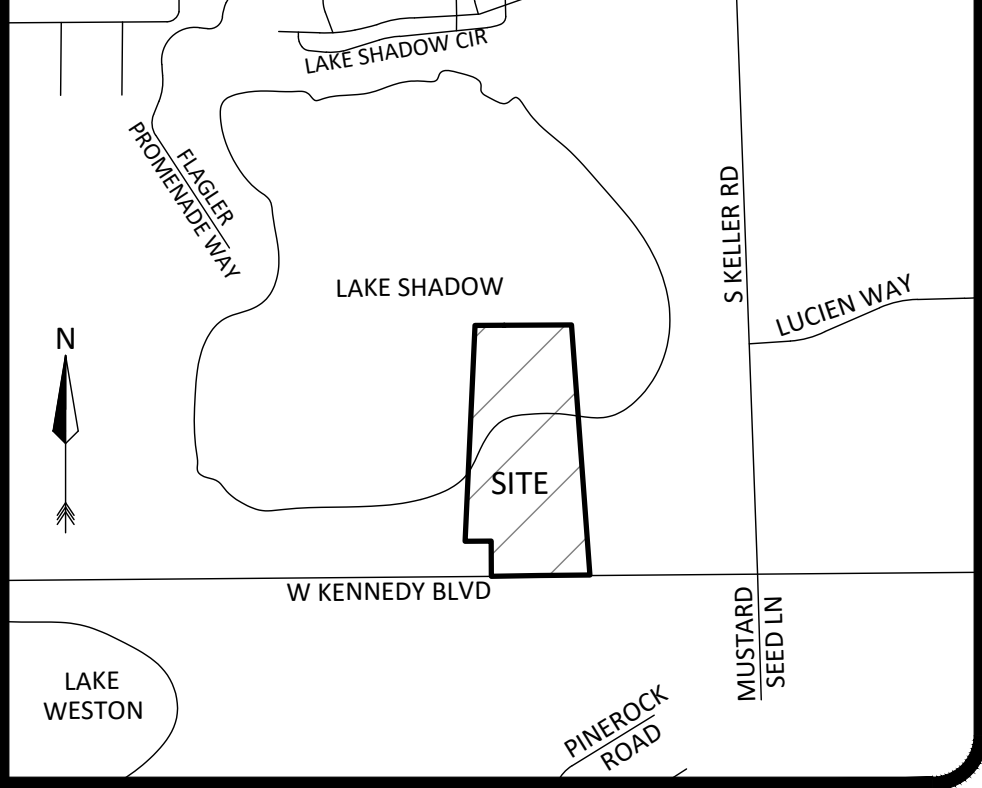 LAKE SHADOW CIR
FLAGLER
PROMENADE WAY
S KELLER RD
LAKE SHADOW
LUCIEN WAY
N
SITE
W KENNEDY BLVD
MUSTARD
SEED LN
LAKE
WESTON
PINEROCK
ROAD